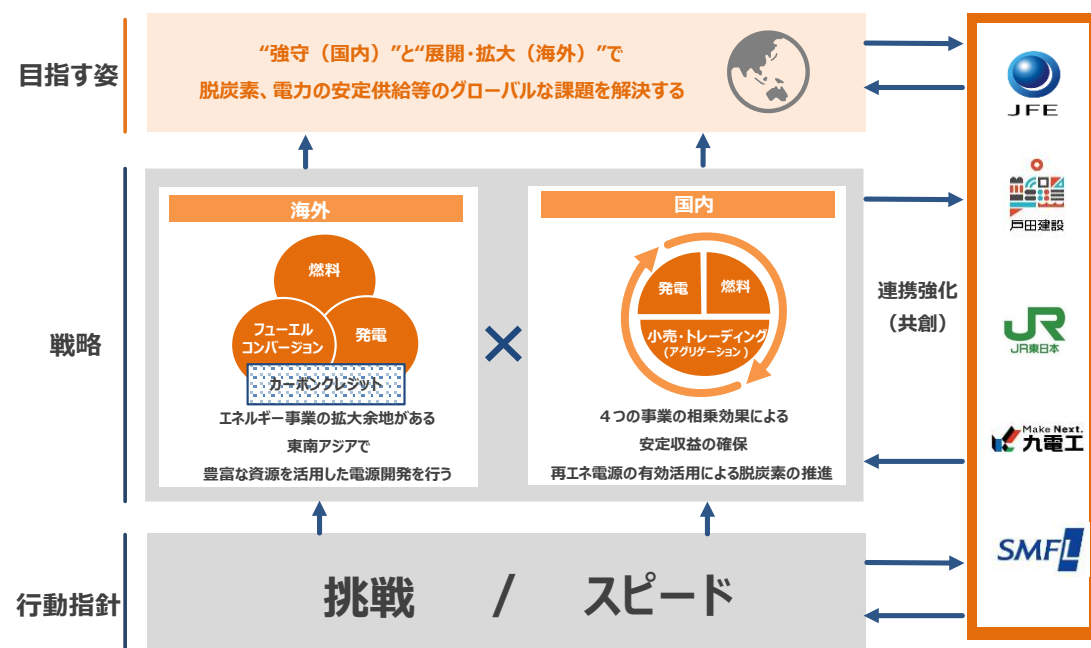 目指す姿
“強守（国内）”と“展開・拡大（海外）”で
脱炭素、電力の安定供給等のグローバルな課題を解決する
戦略
海外
燃料
フューエル
コンバージョン
発電
カーボンクレジット
エネルギー事業の拡大余地がある
東南アジアで
豊富な資源を活用した電源開発を行う
国内
発電
燃料
小売・トレーディング
(アグリゲーション)
４つの事業の相乗効果による
安定収益の確保
再エネ電源の有効活用による脱炭素の推進
行動指針
挑戦 / スピード
連携強化
（共創）
JFE
戸田建設
JR
JR東日本
Make Next.
九電工
SMFL